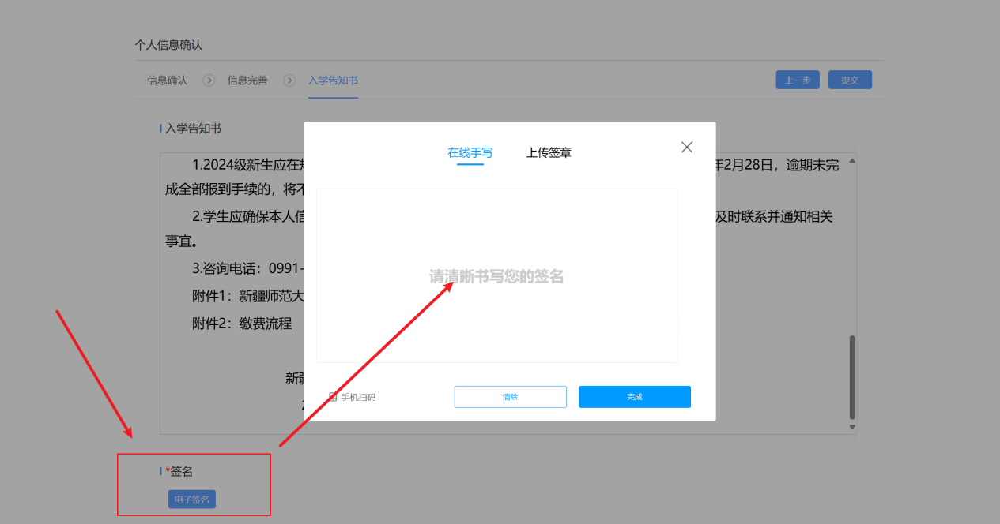 个人信息确认
信息确认 信息完善 入学告知书 上一步 提交
入学告知书
在线手写 上传签章
1.2024级新生应在 年2月28日，逾期未完
成全部报到手续的，将不
2.学生应确保本人信 及时联系并通知相关
事宜。
3.咨询电话：0991-
请清晰书写您的签名
附件1：新疆师范大
附件2：缴费流程
新疆
手机扫码 清除 完成
2
*签名
电子签名